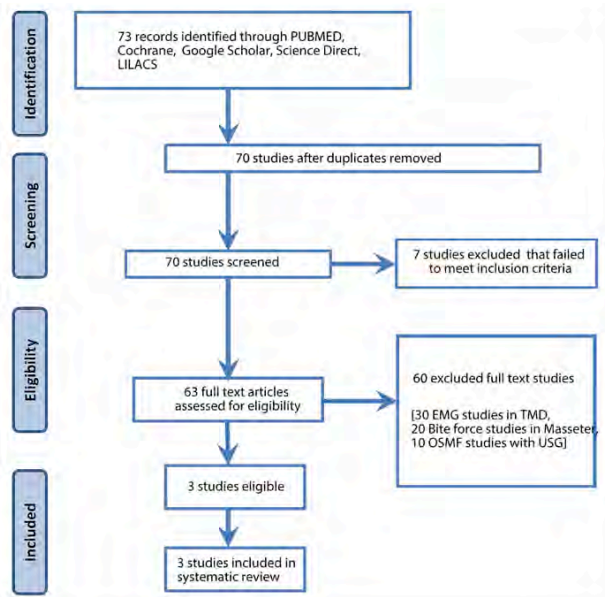 Identification
73 records identified through PUBMED,
Cochrane, Google Scholar, Science Direct,
LILACS
70 studies after duplicates removed
Screening
70 studies screened
7 studies excluded that failed
to meet inclusion criteria
Eligibility
63 full text articles
assessed for eligibility
60 excluded full text studies
[30 EMG studies in TMD,
20 Bite force studies in Masseter,
10 OSMF studies with USG]
3 studies eligible
Included
3 studies included in
systematic review